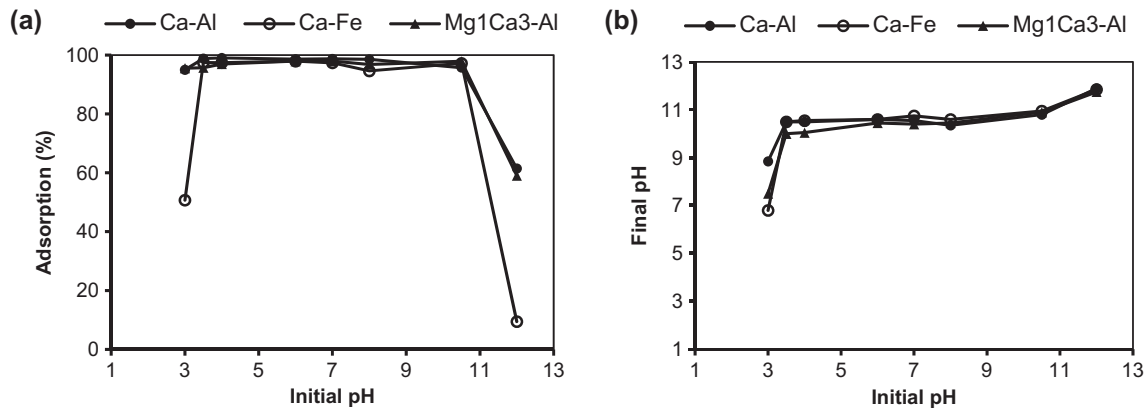 (a)
Ca-Al Ca-Fe Mg1Ca3-Al
100
80
60
40
20
0
Adsorption (%)
1 3 5 7 9 11 13
Initial pH
(b)
Ca-Al Ca-Fe Mg1Ca3-Al
13
11
9
7
5
3
1
Final pH
1 3 5 7 9 11 13
Initial pH